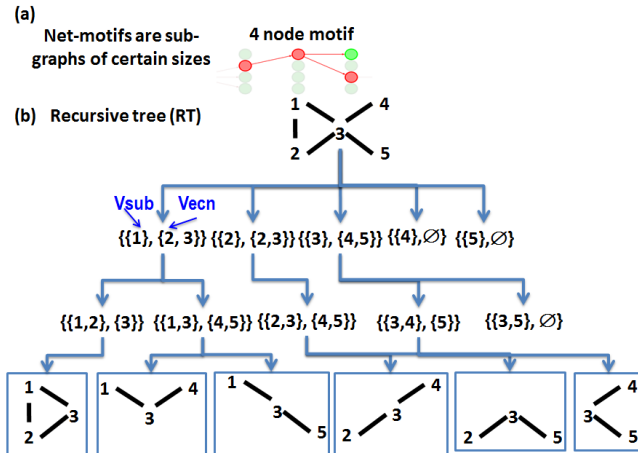 (a)
Net-motifs are sub-
graphs of certain sizes
4 node motif
(b) Recursive tree (RT)
1 4
3
2 5
Vsub Vecn
{{1}, {2, 3}} {{2}, {2,3}} {{3}, {4,5}} {{4},∅} {{5},∅}
{{1,2}, {3}} {{1,3}, {4,5}} {{2,3}, {4,5}} {{3,4}, {5}} {{3,5}, ∅}
1
3
2
1 4
3
1
3
5
4
3
2
3
2 5
4
3
5